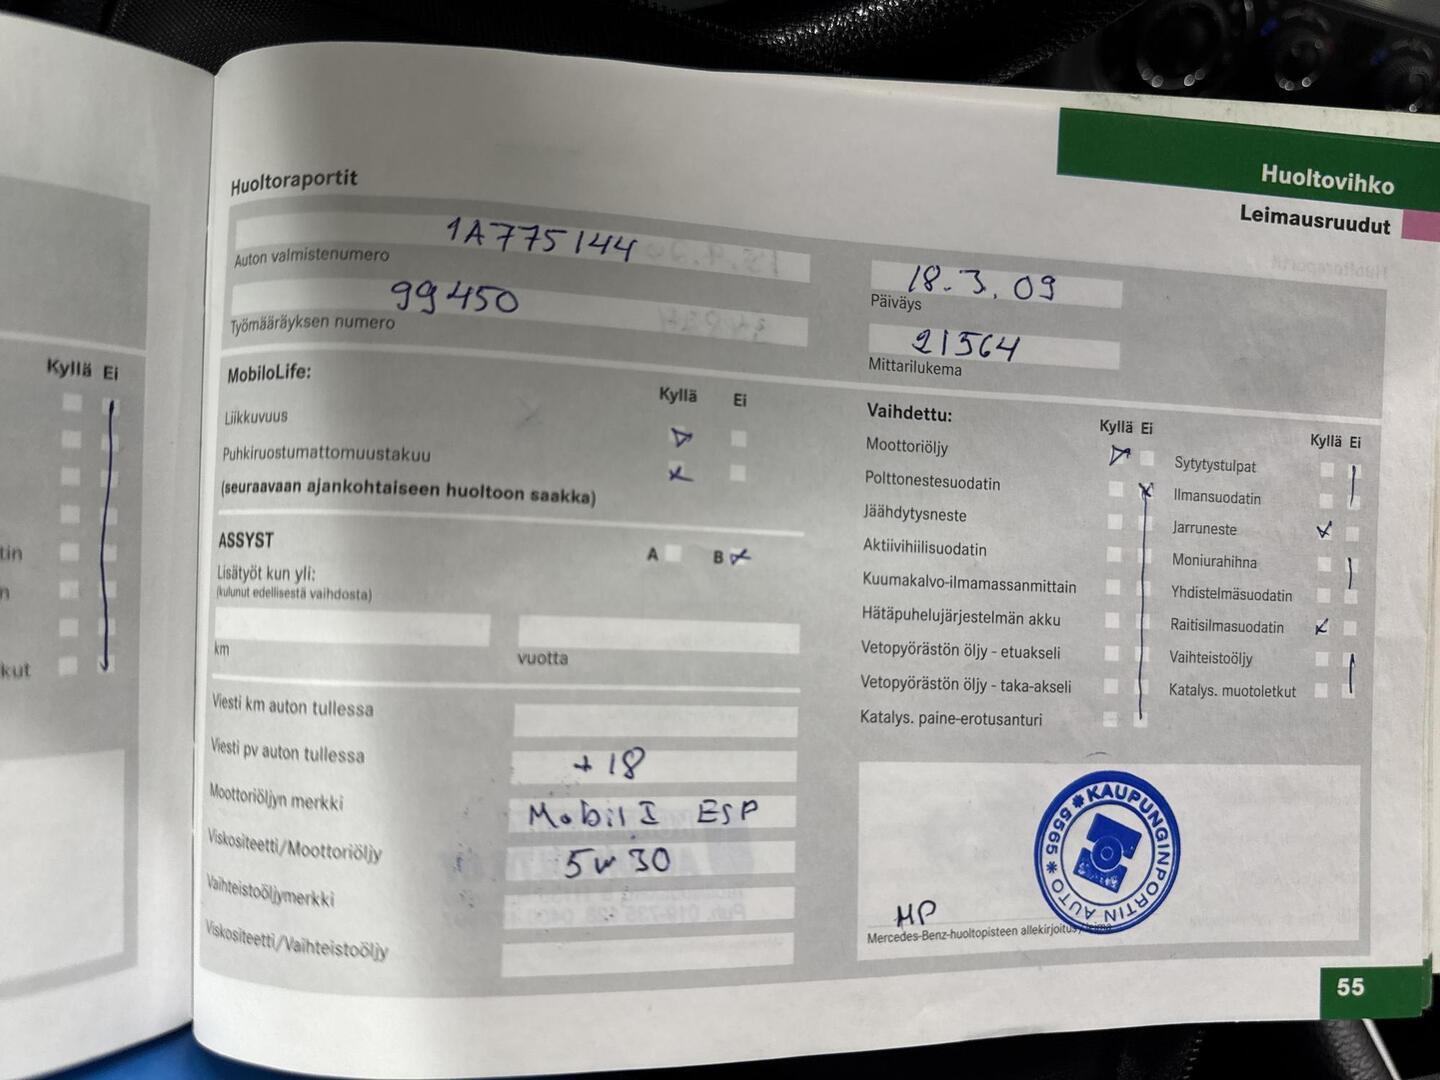 Huoltovihko
Leimausruudut
Huoltoraportit
1A775144
Auton valmistenumero
99450
Työmääräyksen numero
18.3.09
Päiväys
21564
Mittarilukema
MobiloLife:
Kyllä Ei
Liikkuvuus
Puhkiruostumattomuustakuu
(seuraavaan ajankohtaiseen huoltoon saakka)
ASSYST
A B
Lisätyöt kun yli:
(kulunut edellisestä vaihdosta)
km
vuotta
Viesti km auton tullessa
Viesti pv auton tullessa
+ 18
Moottoriöljyn merkki
Mobil I ESP
Viskositeetti/Moottoriöljy
5w30
Vaihteistoöljymerkki
Viskositeetti/Vaihteistoöljy
Vaihdettu:
Kyllä Ei
Moottoriöljy
Polttonestesuodatin
Jäähdytysneste
Aktiivihiilisuodatin
Kuumakalvo-ilmamassanmittain
Hätäpuhelujärjestelmän akku
Vetopyörästön öljy - etuakseli
Vetopyörästön öljy - taka-akseli
Katalys. paine-erotusanturi
Kyllä Ei
Sytytystulpat
Ilmansuodatin
Jarruneste
Moniurahihna
Yhdistelmäsuodatin
Raitisilmasuodatin
Vaihteistoöljy
Katalys. muotoletkut
KAUPUNGINPORTIN AUTO
5565
MP
Mercedes-Benz-huoltopisteen allekirjoitus
55
Kyllä Ei
tin
n
kut